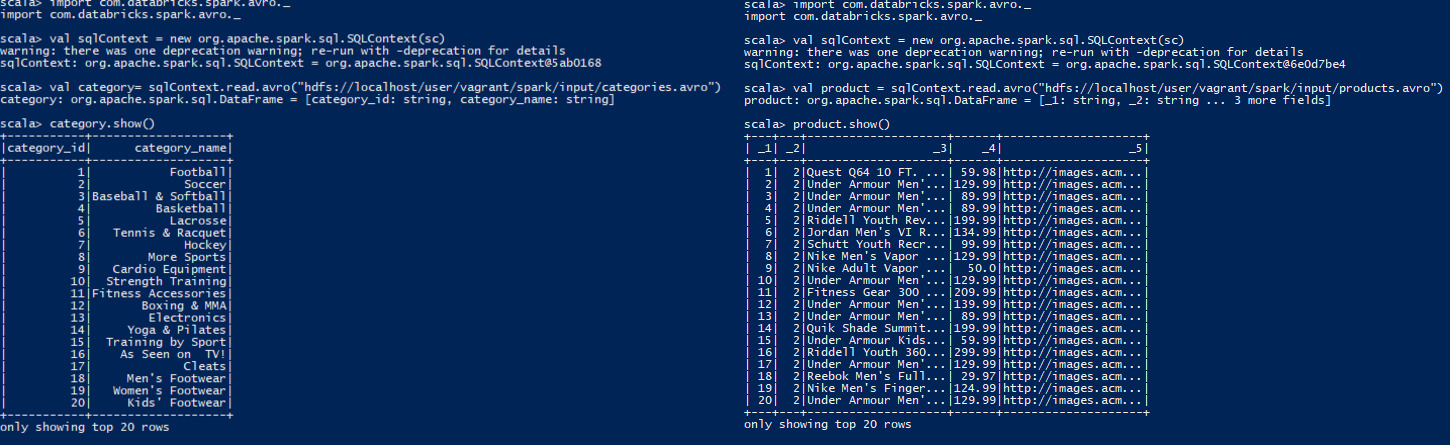 scala> import com.databricks.spark.avro._
import com.databricks.spark.avro._
scala> val sqlContext = new org.apache.spark.sql.SQLContext(sc)
warning: there was one deprecation warning; re-run with -deprecation for details
sqlContext: org.apache.spark.sql.SQLContext = org.apache.spark.sql.SQLContext@5ab0168
scala> val category= sqlContext.read.avro("hdfs://localhost/user/vagrant/spark/input/categories.avro")
category: org.apache.spark.sql.DataFrame = [category_id: string, category_name: string]
scala> category.show()
+-----------+-------------------+
|category_id|      category_name|
+-----------+-------------------+
|          1|           Football|
|          2|             Soccer|
|          3|Baseball & Softball|
|          4|         Basketball|
|          5|           Lacrosse|
|          6|   Tennis & Racquet|
|          7|             Hockey|
|          8|        More Sports|
|          9|   Cardio Equipment|
|         10|  Strength Training|
|         11|Fitness Accessories|
|         12|       Boxing & MMA|
|         13|        Electronics|
|         14|     Yoga & Pilates|
|         15|  Training by Sport|
|         16|    As Seen on  TV!|
|         17|             Cleats|
|         18|     Men's Footwear|
|         19|   Women's Footwear|
|         20|     Kids' Footwear|
+-----------+-------------------+
only showing top 20 rows
scala> import com.databricks.spark.avro._
import com.databricks.spark.avro._
scala> val sqlContext = new org.apache.spark.sql.SQLContext(sc)
warning: there was one deprecation warning; re-run with -deprecation for details
sqlContext: org.apache.spark.sql.SQLContext = org.apache.spark.sql.SQLContext@6e0d7be4
scala> val product = sqlContext.read.avro("hdfs://localhost/user/vagrant/spark/input/products.avro")
product: org.apache.spark.sql.DataFrame = [_1: string, _2: string ... 3 more fields]
scala> product.show()
+---+---+--------------------+------+--------------------+
| _1| _2|                  _3|    _4|                  _5|
+---+---+--------------------+------+--------------------+
|  1|  2|Quest Q64 10 FT. ...| 59.98|http://images.acm...|
|  2|  2|Under Armour Men'...|129.99|http://images.acm...|
|  3|  2|Under Armour Men'...| 89.99|http://images.acm...|
|  4|  2|Under Armour Men'...| 89.99|http://images.acm...|
|  5|  2|Riddell Youth Rev...|199.99|http://images.acm...|
|  6|  2|Jordan Men's VI R...|134.99|http://images.acm...|
|  7|  2|Schutt Youth Recr...| 99.99|http://images.acm...|
|  8|  2|Nike Men's Vapor ...|129.99|http://images.acm...|
|  9|  2|Nike Adult Vapor ...|  50.0|http://images.acm...|
| 10|  2|Under Armour Men'...|129.99|http://images.acm...|
| 11|  2|Fitness Gear 300 ...|209.99|http://images.acm...|
| 12|  2|Under Armour Men'...|139.99|http://images.acm...|
| 13|  2|Under Armour Men'...| 89.99|http://images.acm...|
| 14|  2|Quik Shade Summit...|199.99|http://images.acm...|
| 15|  2|Under Armour Kids...| 59.99|http://images.acm...|
| 16|  2|Riddell Youth 360...|299.99|http://images.acm...|
| 17|  2|Under Armour Men'...|129.99|http://images.acm...|
| 18|  2|Reebok Men's Full...| 29.97|http://images.acm...|
| 19|  2|Nike Men's Finger...|124.99|http://images.acm...|
| 20|  2|Under Armour Men'...|129.99|http://images.acm...|
+---+---+--------------------+------+--------------------+
only showing top 20 rows